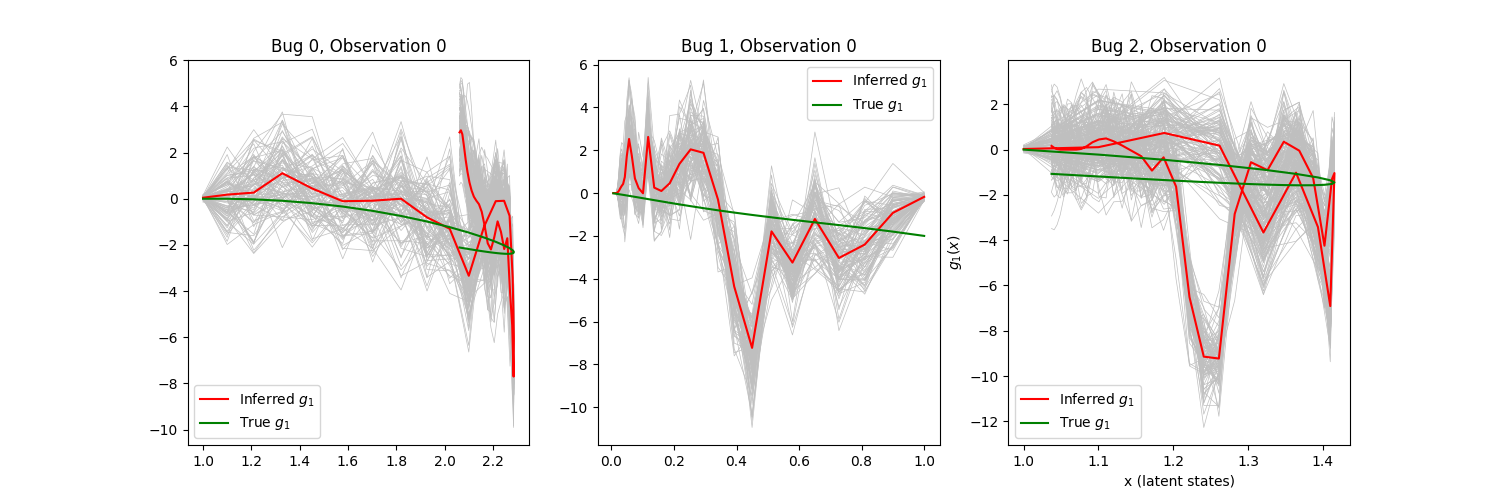 Bug 0, Observation 0
6
4
2
0
−2
−4
−6
−8
−10
1.0 1.2 1.4 1.6 1.8 2.0 2.2
Inferred g₁
True g₁
Bug 1, Observation 0
6
4
2
0
−2
−4
−6
−8
−10
0.0 0.2 0.4 0.6 0.8 1.0
Inferred g₁
True g₁
Bug 2, Observation 0
g₁(x)
2
0
−2
−4
−6
−8
−10
−12
1.0 1.1 1.2 1.3 1.4
x (latent states)
Inferred g₁
True g₁